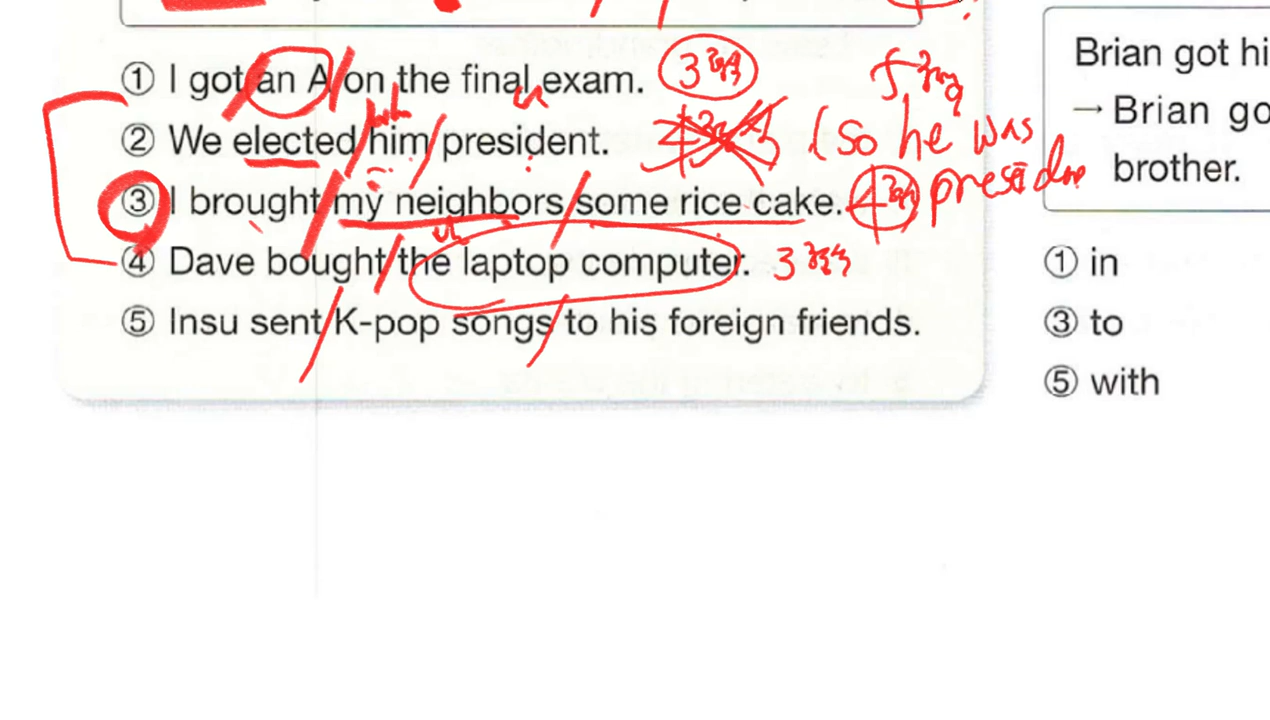 ① I got an A on the final exam. 3형식
② We elected him president. 4형식 5형식 (So he was president
③ I brought my neighbors some rice cake. 4형식
④ Dave bought the laptop computer. 3형식
⑤ Insu sent K-pop songs to his foreign friends.
Brian got hi
→ Brian go
brother.
① in
③ to
⑤ with